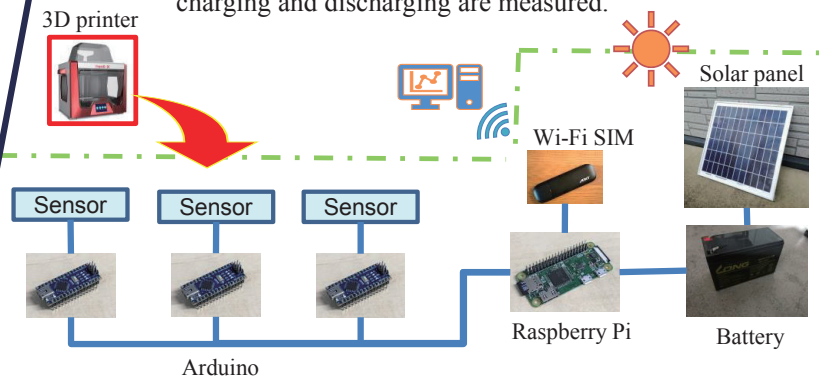 charging and discharging are measured.
3D printer
Solar panel
Wi-Fi SIM
Sensor
Sensor
Sensor
LONG
Raspberry Pi
Battery
Arduino